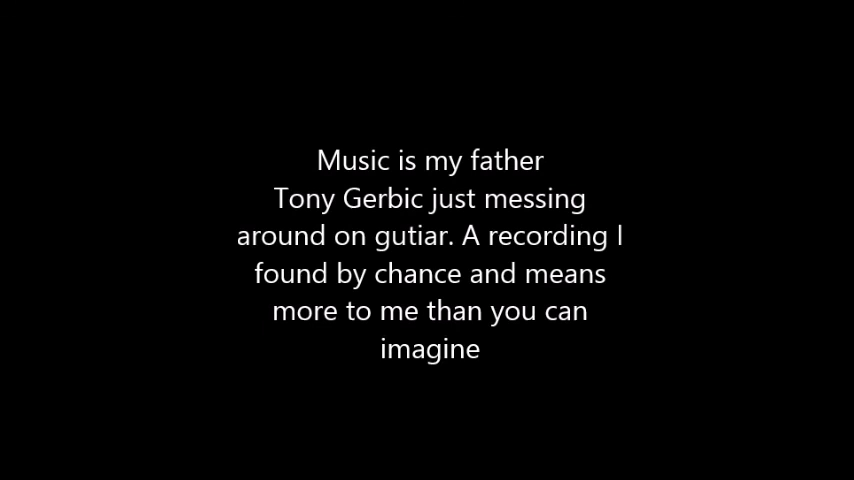 Music is my father
Tony Gerbic just messing
around on gutiar. A recording I
found by chance and means
more to me than you can
imagine